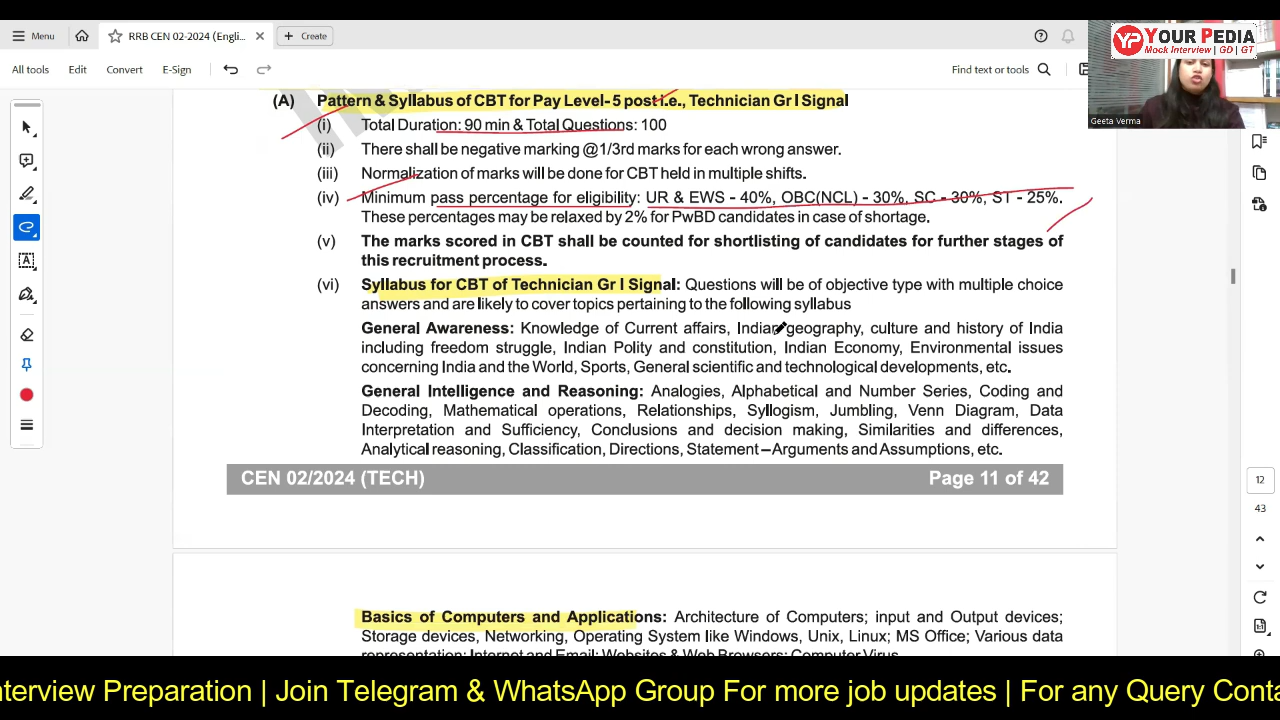 Menu
RRB CEN 02-2024 (Engli...
Create
YP YOUR PEDIA
Mock Interview | GD | GT
All tools
Edit
Convert
E-Sign
Find text or tools
Geeta Verma
(A) Pattern & Syllabus of CBT for Pay Level- 5 post i.e., Technician Gr I Signal
(i) Total Duration: 90 min & Total Questions: 100
(ii) There shall be negative marking @1/3rd marks for each wrong answer.
(iii) Normalization of marks will be done for CBT held in multiple shifts.
(iv) Minimum pass percentage for eligibility: UR & EWS - 40%, OBC(NCL) - 30%, SC - 30%, ST - 25%.
These percentages may be relaxed by 2% for PwBD candidates in case of shortage.
(v) The marks scored in CBT shall be counted for shortlisting of candidates for further stages of
this recruitment process.
(vi) Syllabus for CBT of Technician Gr I Signal: Questions will be of objective type with multiple choice
answers and are likely to cover topics pertaining to the following syllabus
General Awareness: Knowledge of Current affairs, Indian geography, culture and history of India
including freedom struggle, Indian Polity and constitution, Indian Economy, Environmental issues
concerning India and the World, Sports, General scientific and technological developments, etc.
General Intelligence and Reasoning: Analogies, Alphabetical and Number Series, Coding and
Decoding, Mathematical operations, Relationships, Syllogism, Jumbling, Venn Diagram, Data
Interpretation and Sufficiency, Conclusions and decision making, Similarities and differences,
Analytical reasoning, Classification, Directions, Statement – Arguments and Assumptions, etc.
CEN 02/2024 (TECH)
Page 11 of 42
12
43
Basics of Computers and Applications: Architecture of Computers; input and Output devices;
Storage devices, Networking, Operating System like Windows, Unix, Linux; MS Office; Various data
representation; Internet and Email; Websites & Web Browsers; Computer Virus
nterview Preparation | Join Telegram & WhatsApp Group For more job updates | For any Query Conta